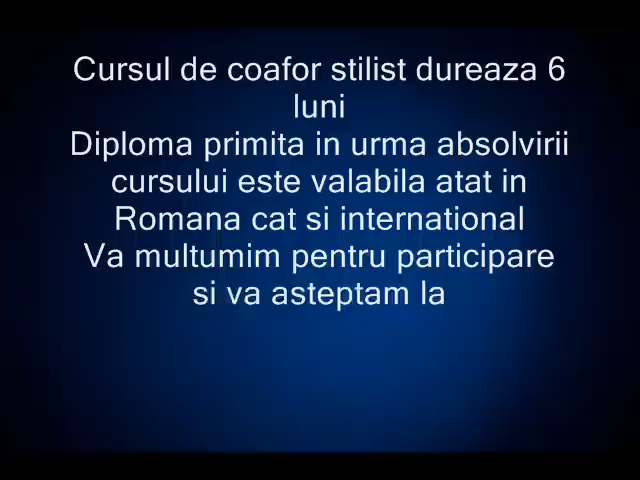 Cursul de coafor stilist dureaza 6
luni
Diploma primita in urma absolvirii
cursului este valabila atat in
Romana cat si international
Va multumim pentru participare
si va asteptam la